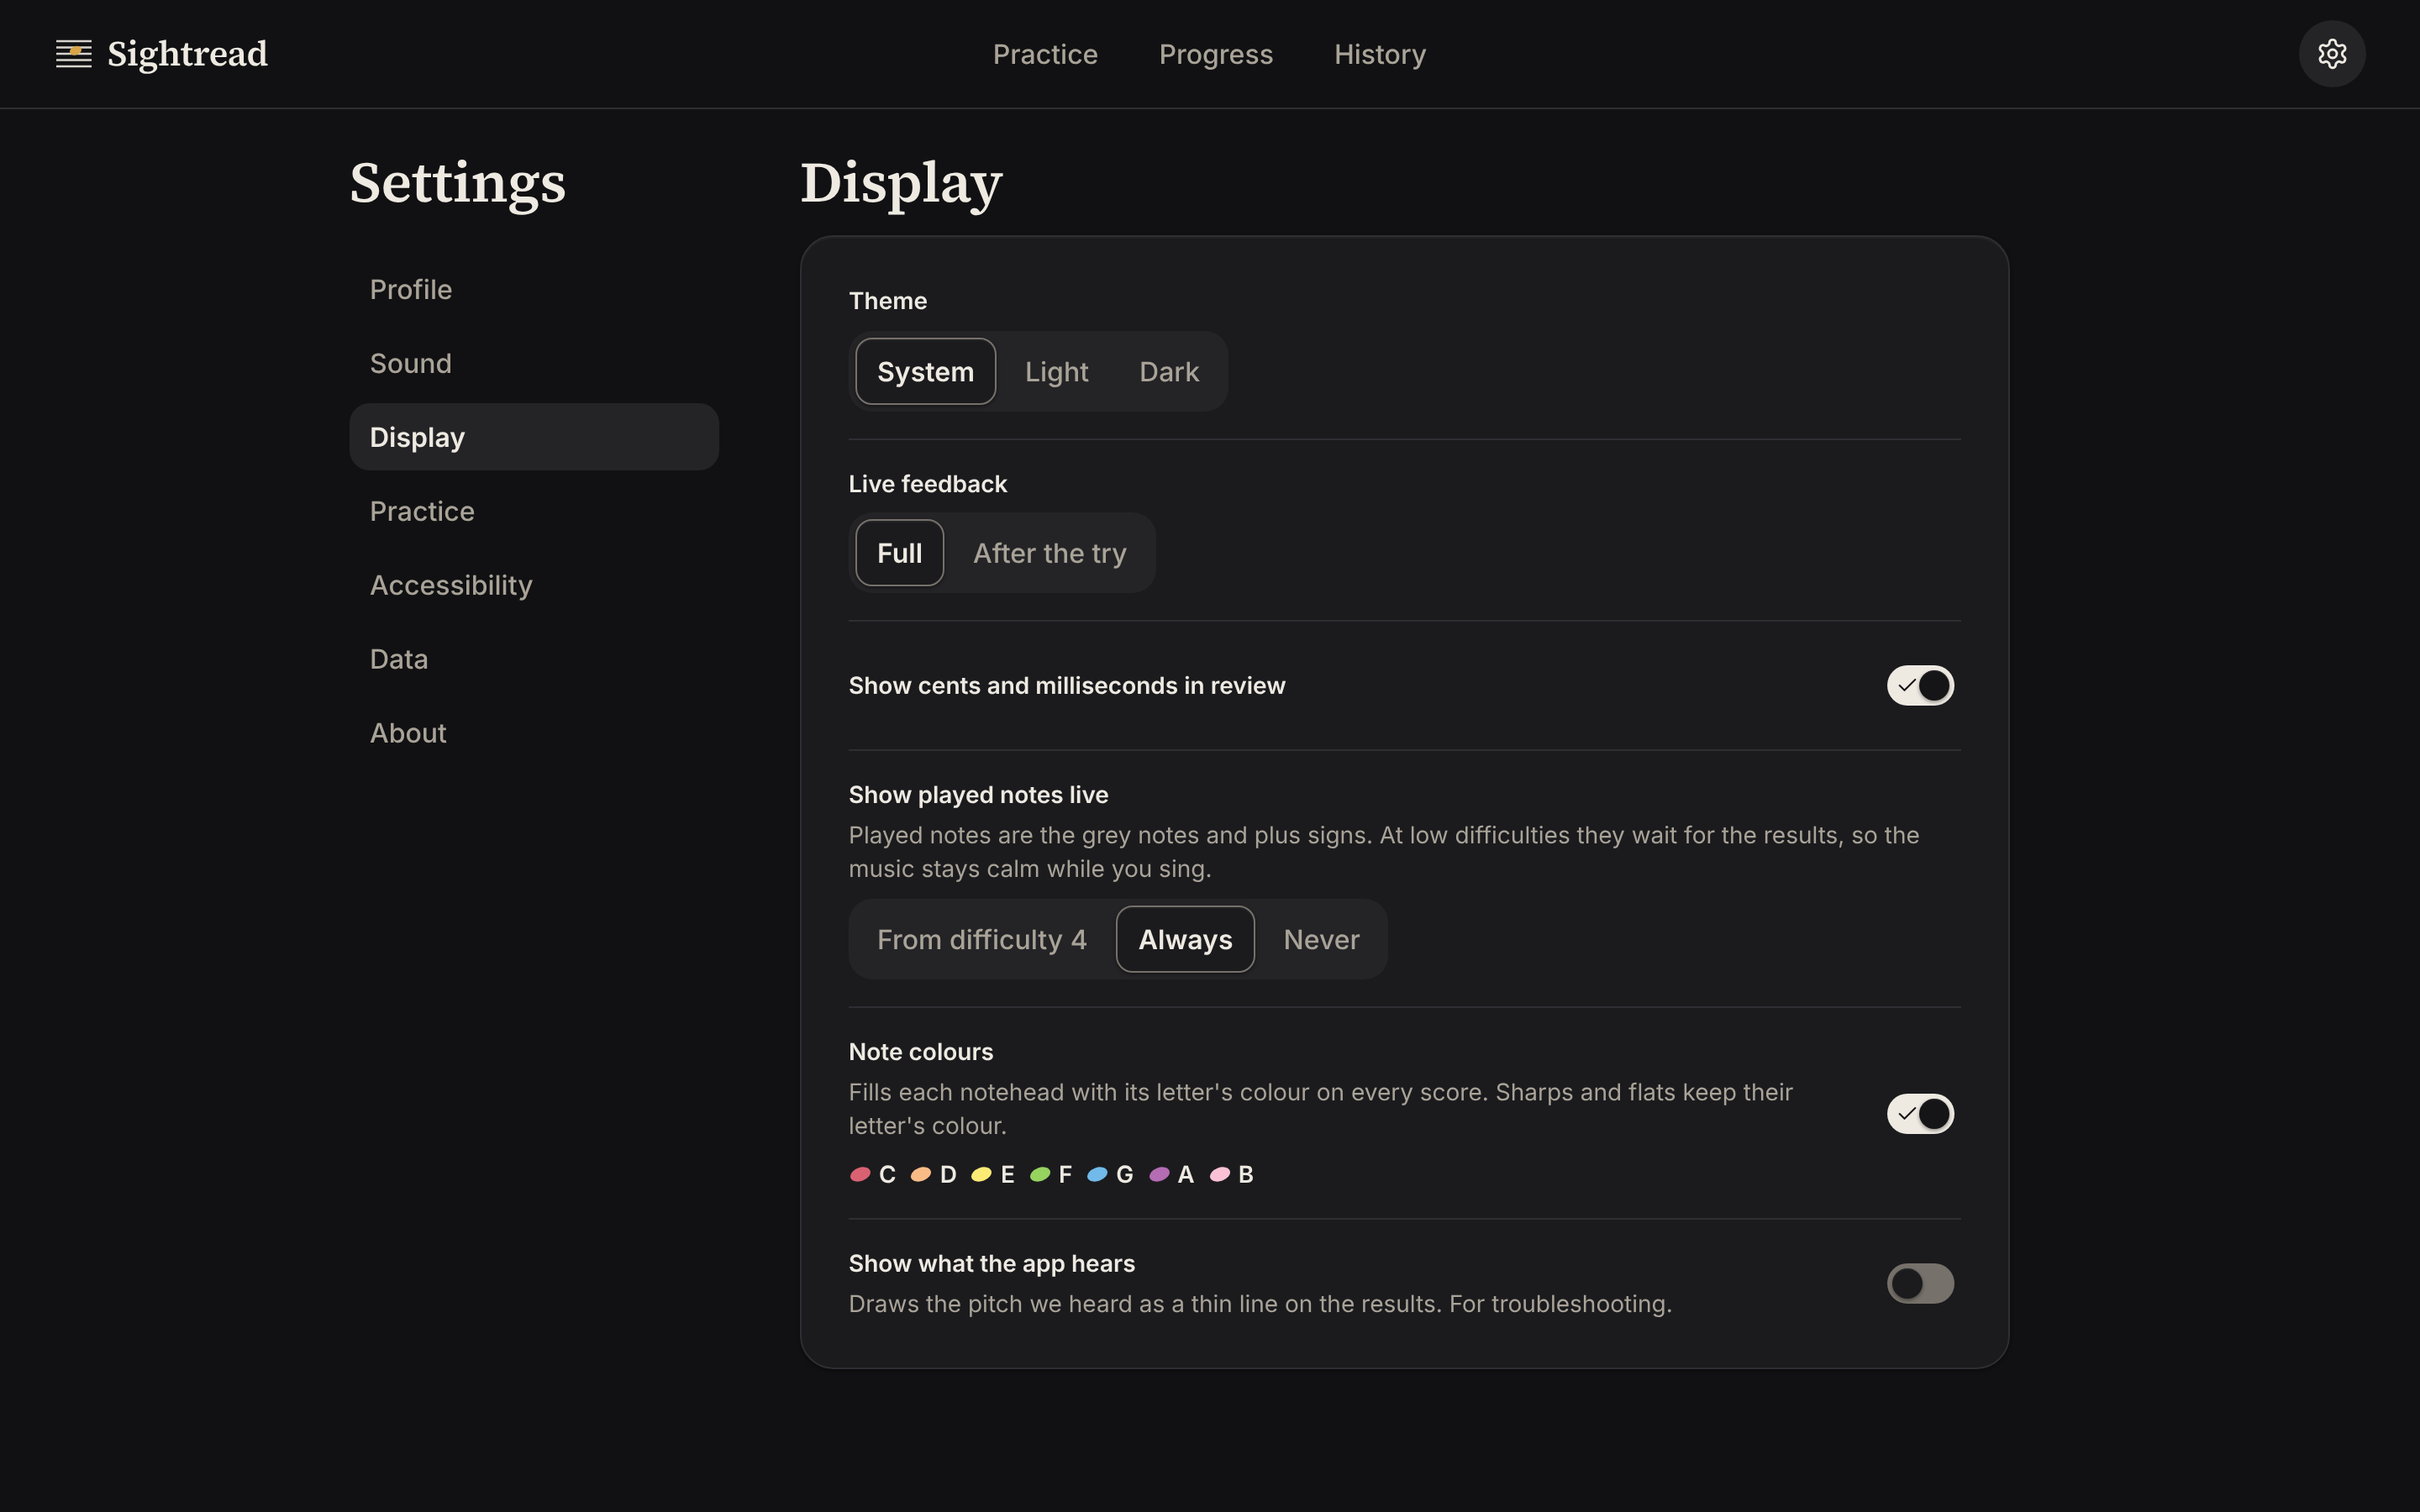 Sightread
Practice
Progress
History
Settings
Profile
Sound
Display
Practice
Accessibility
Data
About
Display
Theme
System Light Dark
Live feedback
Full After the try
Show cents and milliseconds in review
Show played notes live
Played notes are the grey notes and plus signs. At low difficulties they wait for the results, so the
music stays calm while you sing.
From difficulty 4 Always Never
Note colours
Fills each notehead with its letter's colour on every score. Sharps and flats keep their
letter's colour.
C D E F G A B
Show what the app hears
Draws the pitch we heard as a thin line on the results. For troubleshooting.